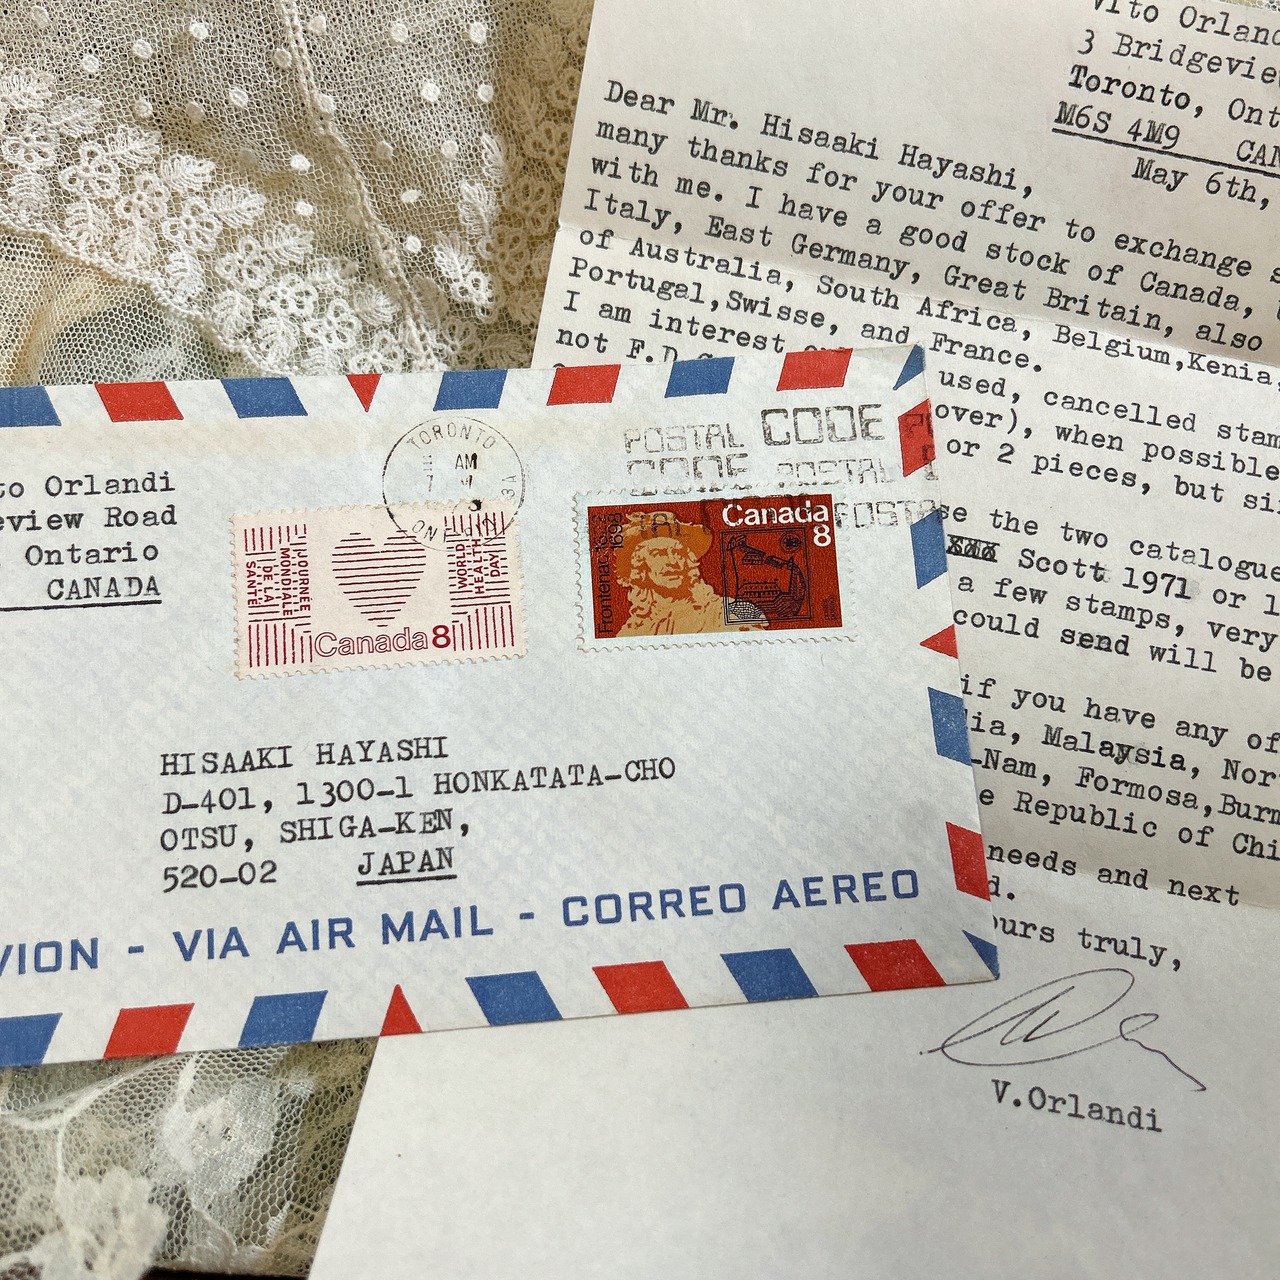 Vito Orland
3 Bridgeview
Toronto, Ont
M6S 4M9 CAN
May 6th,
Dear Mr. Hisaaki Hayashi,
many thanks for your offer to exchange s
with me. I have a good stock of Canada,
Italy, East Germany, Great Britain, also
of Australia, South Africa, Belgium,Kenia,
Portugal,Swisse, and France.
I am interest used, cancelled stam
not F.D. over), when possible
or 2 pieces, but si
se the two catalogue
Scott 1971 or 1
a few stamps, very
could send will be
if you have any of
lia, Malaysia, Nor
-Nam, Formosa,Burm
e Republic of Chi
needs and next
d.
ours truly,
V.Orlandi
to Orlandi
eview Road
Ontario
CANADA
TORONTO
AM
ONT
POSTAL CODE
CODE POSTAL
POSTA
JOURNÉE
MONDIALE
DE LA
SANTÉ
WORLD
HEALTH
DAY
Canada 8
Canada
8
Frontenac 1672
1698
HISAAKI HAYASHI
D-401, 1300-1 HONKATATA-CHO
OTSU, SHIGA-KEN,
520-02 JAPAN
VION - VIA AIR MAIL - CORREO AEREO